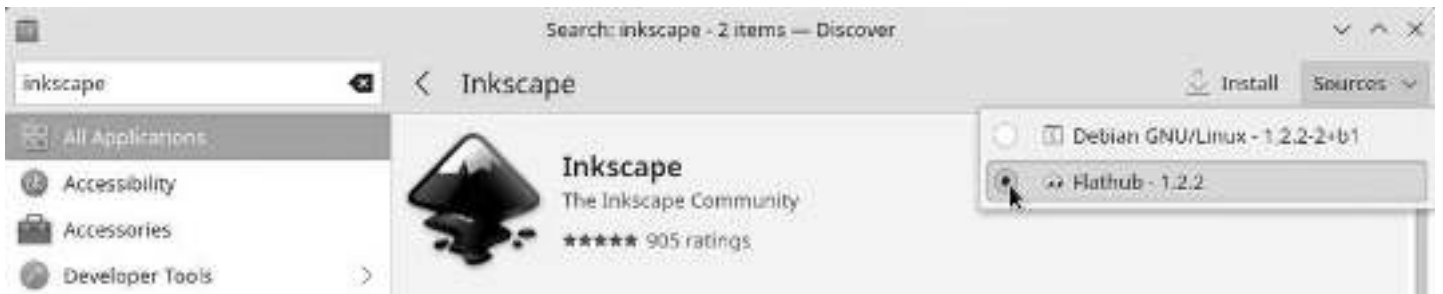 Search: inkscape - 2 items — Discover
inkscape
Inkscape
Install
Sources
All Applications
Debian GNU/Linux - 1.2.2-2+b1
Flathub - 1.2.2
Accessibility
Inkscape
The Inkscape Community
Accessories
905 ratings
Developer Tools